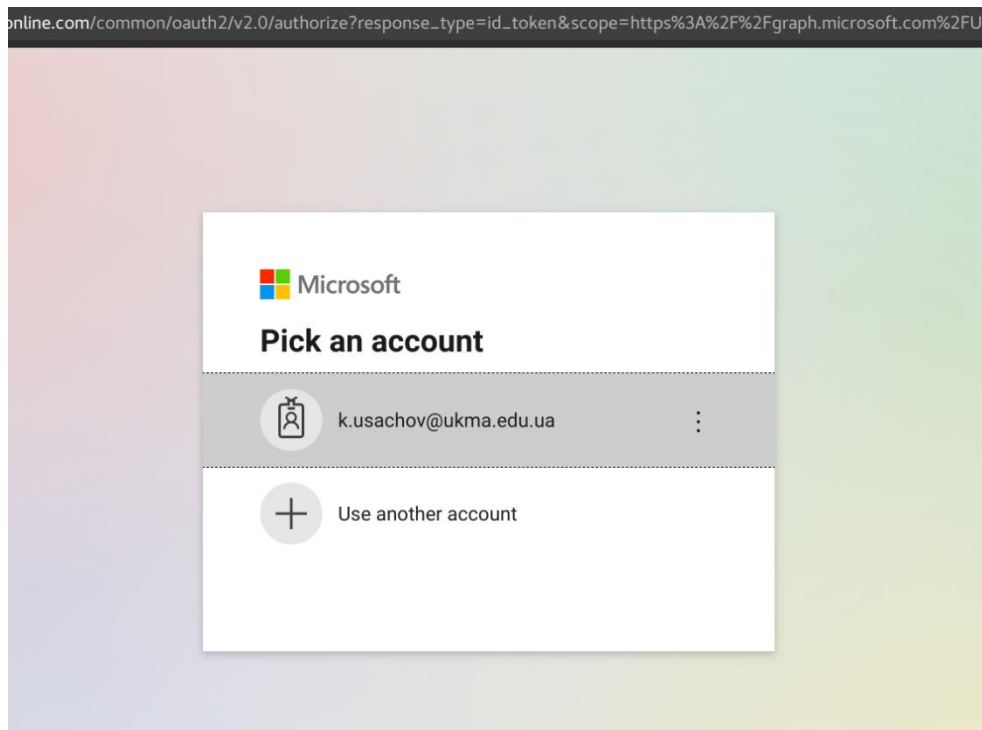 online.com/common/oauth2/v2.0/authorize?response_type=id_token&scope=https%3A%2F%2Fgraph.microsoft.com%2FU
Microsoft
Pick an account
k.usachov@ukma.edu.ua
Use another account